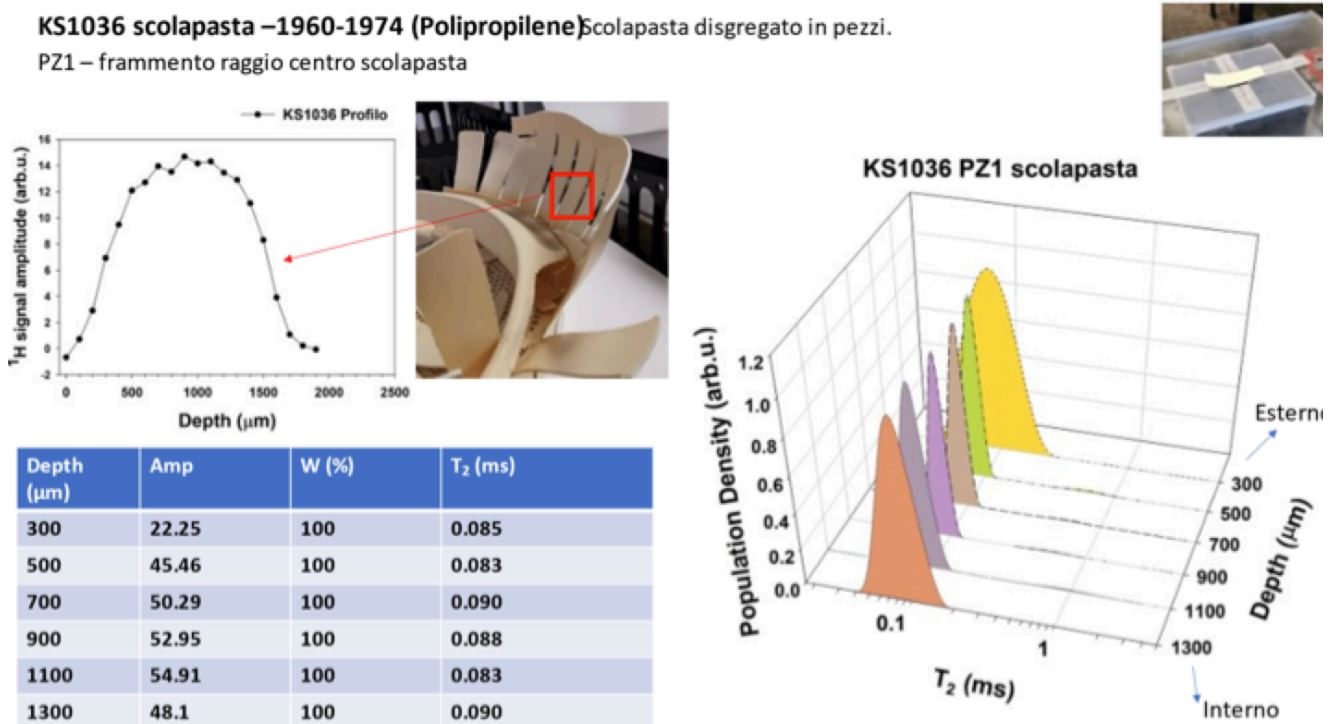 KS1036 scolapasta –1960-1974 (Polipropilene)Scolapasta disgregato in pezzi.
PZ1 – frammento raggio centro scolapasta
KS1036 Profilo
16
14
12
10
8
6
4
2
0
-2
¹H signal amplitude (arb.u.)
0 500 1000 1500 2000 2500
Depth (μm)
Depth (μm) Amp W (%) T₂ (ms)
300 22.25 100 0.085
500 45.46 100 0.083
700 50.29 100 0.090
900 52.95 100 0.088
1100 54.91 100 0.083
1300 48.1 100 0.090
KS1036 PZ1 scolapasta
Population Density (arb.u.)
1.2
1.0
0.8
0.6
0.4
0.2
0.0
0.1 1
T₂ (ms)
Esterno
300
500
700
900
1100
1300
Depth (μm)
Interno